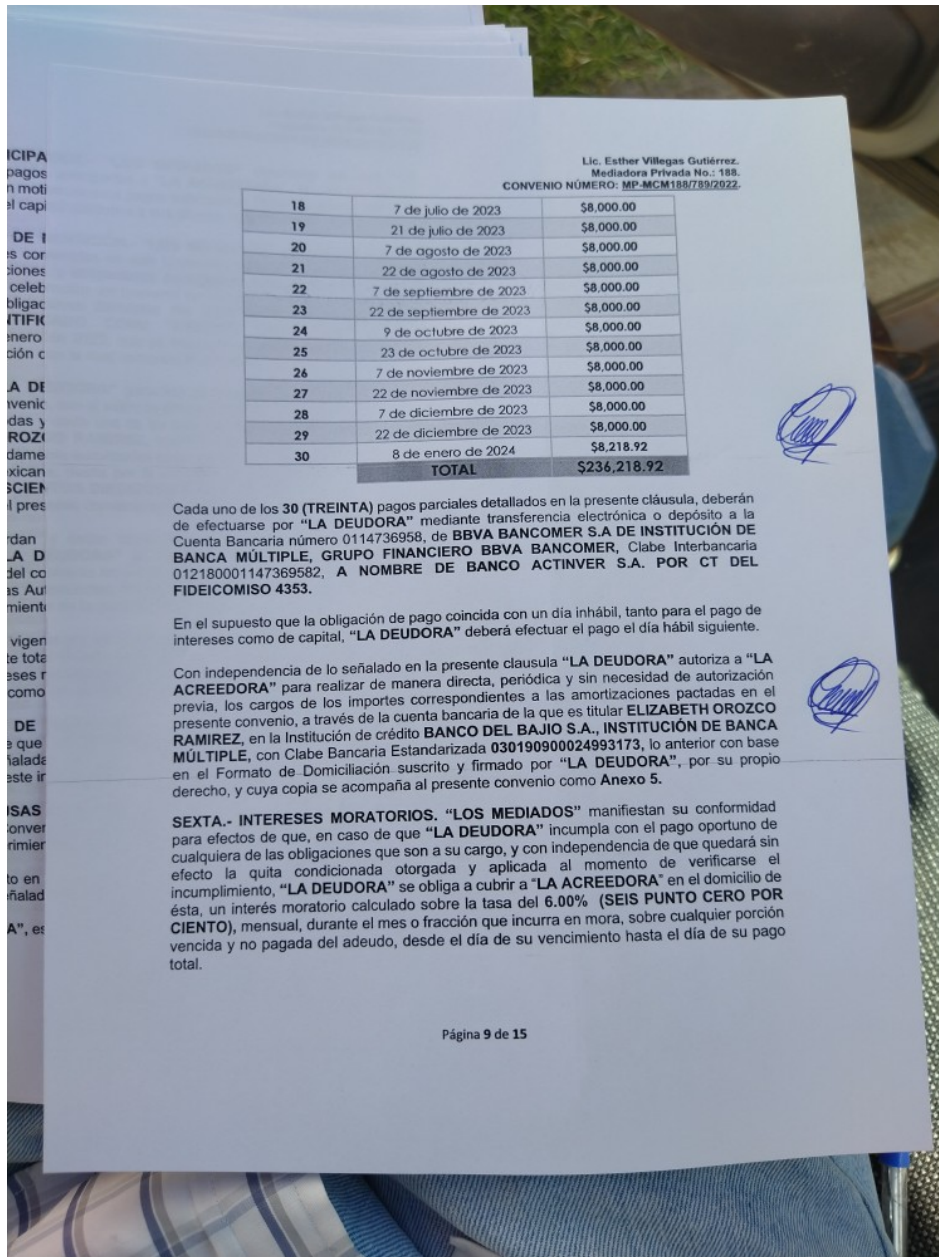 Lic. Esther Villegas Gutiérrez.
Mediadora Privada No.: 188.
CONVENIO NÚMERO: MP-MCM188/789/2022.
18 7 de julio de 2023 $8,000.00
19 21 de julio de 2023 $8,000.00
20 7 de agosto de 2023 $8,000.00
21 22 de agosto de 2023 $8,000.00
22 7 de septiembre de 2023 $8,000.00
23 22 de septiembre de 2023 $8,000.00
24 9 de octubre de 2023 $8,000.00
25 23 de octubre de 2023 $8,000.00
26 7 de noviembre de 2023 $8,000.00
27 22 de noviembre de 2023 $8,000.00
28 7 de diciembre de 2023 $8,000.00
29 22 de diciembre de 2023 $8,000.00
30 8 de enero de 2024 $8,218.92
TOTAL $236,218.92
Cada uno de los 30 (TREINTA) pagos parciales detallados en la presente cláusula, deberán
de efectuarse por “LA DEUDORA” mediante transferencia electrónica o depósito a la
Cuenta Bancaria número 0114736958, de BBVA BANCOMER S.A DE INSTITUCIÓN DE
BANCA MÚLTIPLE, GRUPO FINANCIERO BBVA BANCOMER, Clabe Interbancaria
012180001147369582, A NOMBRE DE BANCO ACTINVER S.A. POR CT DEL
FIDEICOMISO 4353.
En el supuesto que la obligación de pago coincida con un día inhábil, tanto para el pago de
intereses como de capital, “LA DEUDORA” deberá efectuar el pago el día hábil siguiente.
Con independencia de lo señalado en la presente clausula “LA DEUDORA” autoriza a “LA
ACREEDORA” para realizar de manera directa, periódica y sin necesidad de autorización
previa, los cargos de los importes correspondientes a las amortizaciones pactadas en el
presente convenio, a través de la cuenta bancaria de la que es titular ELIZABETH OROZCO
RAMIREZ, en la Institución de crédito BANCO DEL BAJIO S.A., INSTITUCIÓN DE BANCA
MÚLTIPLE, con Clabe Bancaria Estandarizada 030190900024993173, lo anterior con base
en el Formato de Domiciliación suscrito y firmado por “LA DEUDORA”, por su propio
derecho, y cuya copia se acompaña al presente convenio como Anexo 5.
SEXTA.- INTERESES MORATORIOS. “LOS MEDIADOS” manifiestan su conformidad
para efectos de que, en caso de que “LA DEUDORA” incumpla con el pago oportuno de
cualquiera de las obligaciones que son a su cargo, y con independencia de que quedará sin
efecto la quita condicionada otorgada y aplicada al momento de verificarse el
incumplimiento, “LA DEUDORA” se obliga a cubrir a “LA ACREEDORA” en el domicilio de
ésta, un interés moratorio calculado sobre la tasa del 6.00% (SEIS PUNTO CERO POR
CIENTO), mensual, durante el mes o fracción que incurra en mora, sobre cualquier porción
vencida y no pagada del adeudo, desde el día de su vencimiento hasta el día de su pago
total.
Página 9 de 15